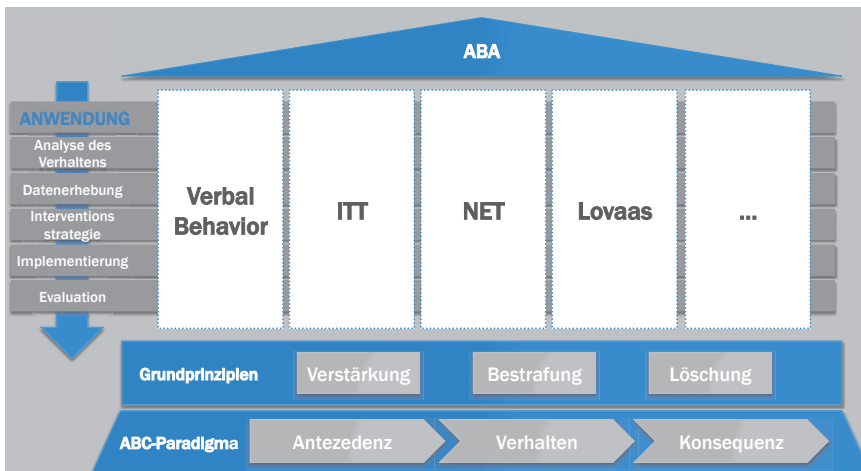 ABA
ANWENDUNG
Analyse des
Verhaltens
Datenerhebung
Interventions
strategie
Implementierung
Evaluation
Verbal
Behavior
ITT
NET
Lovaas
...
Grundprinzipien
Verstärkung
Bestrafung
Löschung
ABC-Paradigma
Antezedenz
Verhalten
Konsequenz